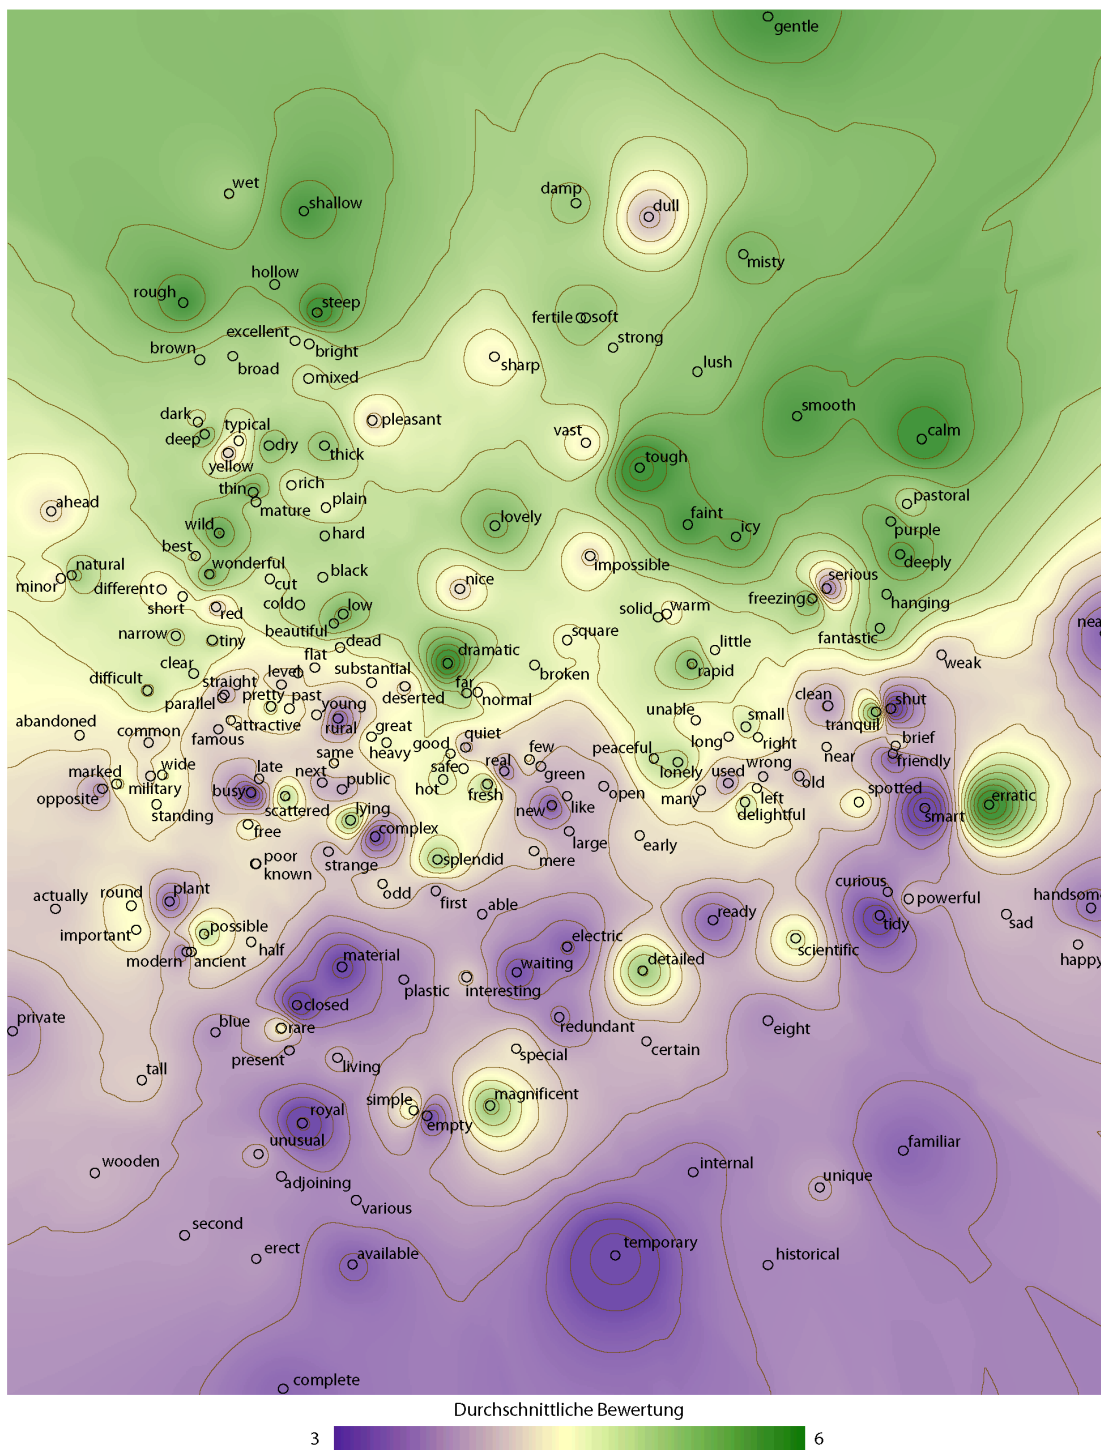 gentle
wet
shallow
damp
dull
misty
hollow
rough
steep
fertile
soft
excellent
bright
strong
brown
broad
sharp
lush
mixed
smooth
dark
typical
pleasant
deep
dry
thick
vast
calm
yellow
tough
thin
rich
ahead
mature
plain
pastoral
wild
hard
lovely
faint
icy
purple
best
impossible
deeply
natural
wonderful
minor
different
cut
black
nice
serious
short
red
cold
low
solid
warm
freezing
hanging
narrow
tiny
beautiful
square
fantastic
nea
dead
dramatic
little
clear
flat
broken
rapid
weak
difficult
straight
level
substantial
far
parallel
pretty
past
young
deserted
normal
clean
shut
abandoned
common
famous
attractive
rural
great
unable
small
tranquil
heavy
good
quiet
long
right
brief
same
few
peaceful
near
friendly
marked
wide
late
next
public
safe
real
green
lonely
used
wrong
old
opposite
military
busy
scattered
hot
fresh
new
like
open
many
left
spotted
erratic
standing
free
lying
complex
large
delightful
smart
poor
known
strange
splendid
mere
early
actually
round
plant
odd
first
able
curious
powerful
handsom
important
possible
half
electric
ready
tidy
sad
modern
ancient
material
waiting
detailed
scientific
happy
plastic
interesting
closed
private
blue
rare
redundant
eight
present
living
special
certain
tall
simple
empty
magnificent
royal
unusual
familiar
wooden
adjoining
internal
unique
various
second
erect
available
temporary
historical
complete
Durchschnittliche Bewertung
3
6